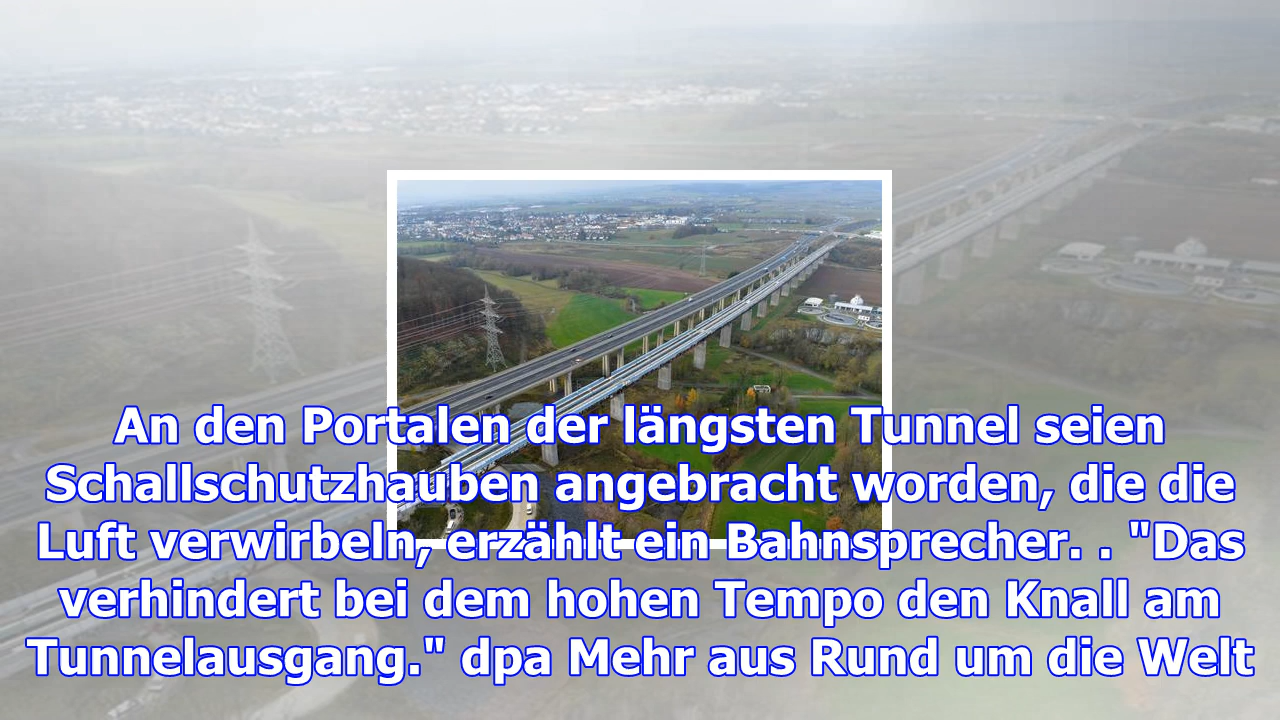 An den Portalen der längsten Tunnel seien
Schallschutzhauben angebracht worden, die die
Luft verwirbeln, erzählt ein Bahnsprecher. . "Das
verhindert bei dem hohen Tempo den Knall am
Tunnelausgang." dpa Mehr aus Rund um die Welt